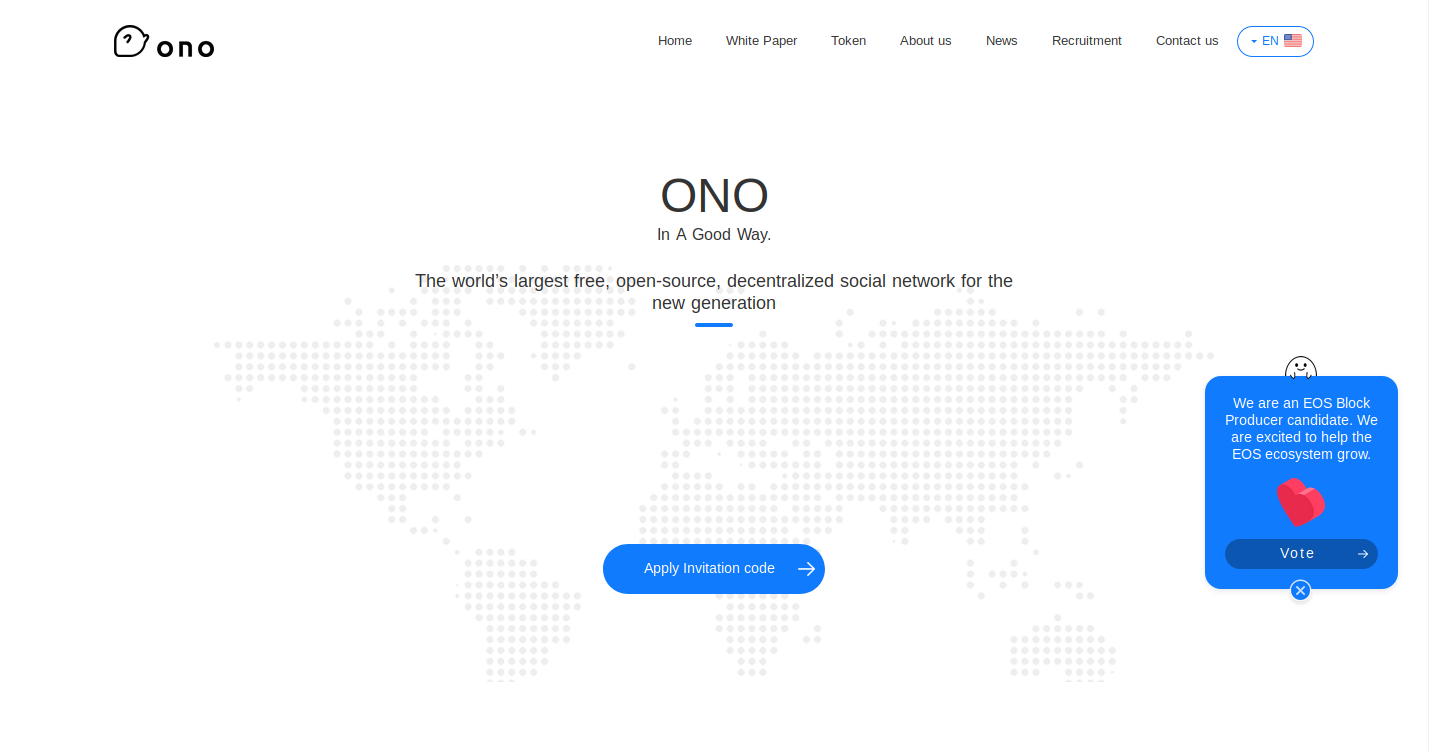 ono
Home
White Paper
Token
About us
News
Recruitment
Contact us
EN
ONO
In A Good Way.
The world’s largest free, open-source, decentralized social network for the
new generation
Apply Invitation code
We are an EOS Block
Producer candidate. We
are excited to help the
EOS ecosystem grow.
Vote